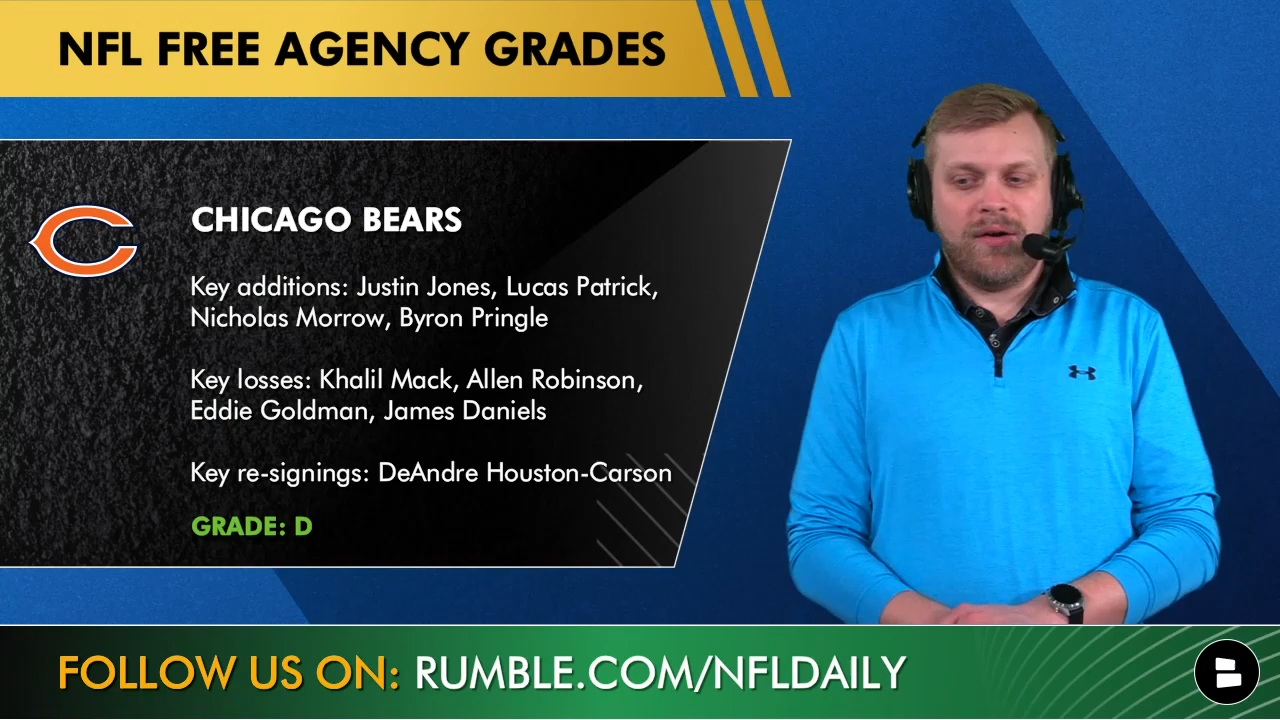 NFL FREE AGENCY GRADES
CHICAGO BEARS
Key additions: Justin Jones, Lucas Patrick,
Nicholas Morrow, Byron Pringle
Key losses: Khalil Mack, Allen Robinson,
Eddie Goldman, James Daniels
Key re-signings: DeAndre Houston-Carson
GRADE: D
FOLLOW US ON: RUMBLE.COM/NFLDAILY